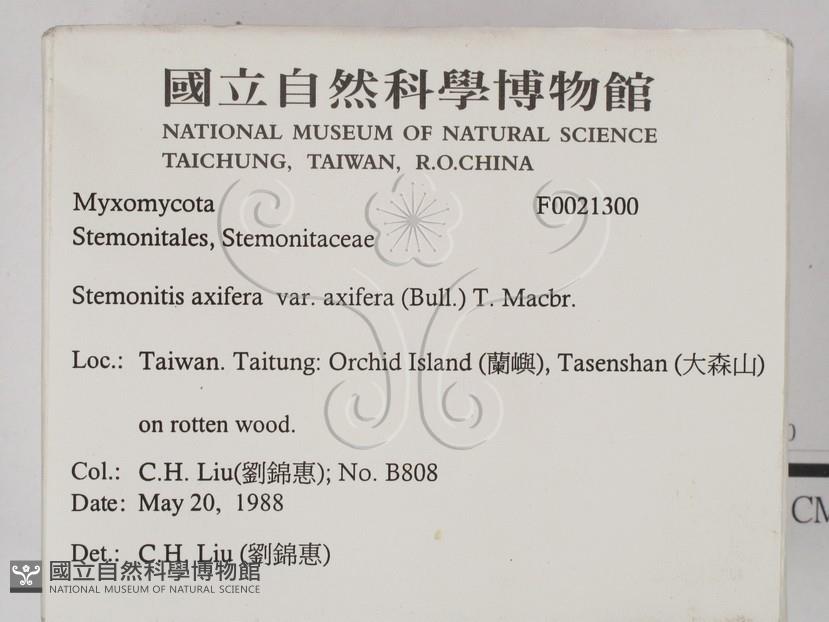 國立自然科學博物館
NATIONAL MUSEUM OF NATURAL SCIENCE
TAICHUNG, TAIWAN, R.O.CHINA
Myxomycota F0021300
Stemonitales, Stemonitaceae
Stemonitis axifera var. axifera (Bull.) T. Macbr.
Loc.: Taiwan. Taitung: Orchid Island (蘭嶼), Tasenshan (大森山)
on rotten wood.
Col.: C.H. Liu(劉錦惠); No. B808
Date: May 20, 1988
Det.: C.H. Liu (劉錦惠)
國立自然科學博物館
NATIONAL MUSEUM OF NATURAL SCIENCE
CM